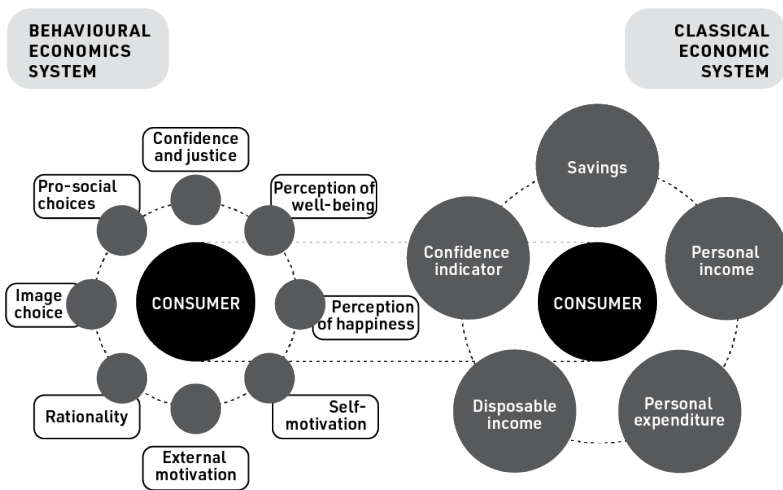 BEHAVIOURAL
ECONOMICS
SYSTEM
CLASSICAL
ECONOMIC
SYSTEM
Confidence
and justice
Pro-social
choices
Perception of
well-being
Image
choice
CONSUMER
Perception
of happiness
Rationality
Self-
motivation
External
motivation
Savings
Confidence
indicator
Personal
income
CONSUMER
Disposable
income
Personal
expenditure